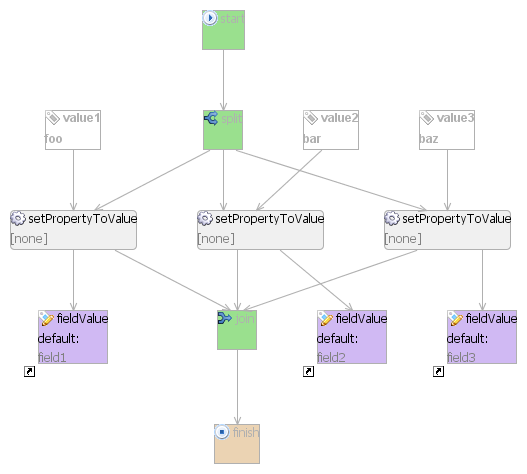 start
value1
foo
split
value2
bar
value3
baz
setPropertyToValue
[none]
setPropertyToValue
[none]
setPropertyToValue
[none]
fieldValue
default:
field1
join
fieldValue
default:
field2
fieldValue
default:
field3
finish